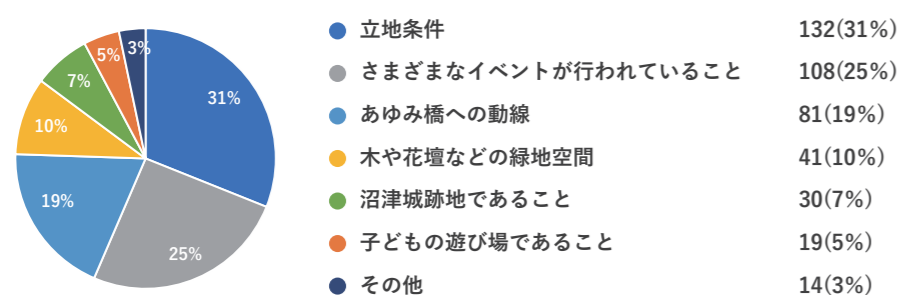 立地条件 132(31%)
さまざまなイベントが行われていること 108(25%)
あゆみ橋への動線 81(19%)
木や花壇などの緑地空間 41(10%)
沼津城跡地であること 30(7%)
子どもの遊び場であること 19(5%)
その他 14(3%)
3%
5%
7%
10%
19%
25%
31%